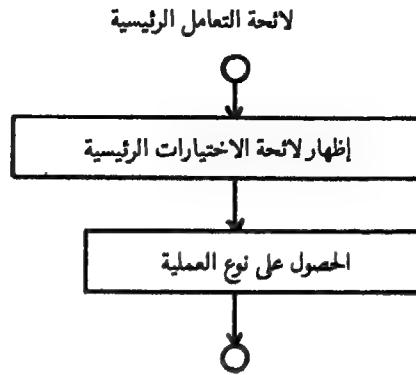 لائحة التعامل الرئيسية
إظهار لائحة الاختيارات الرئيسية
الحصول على نوع العملية